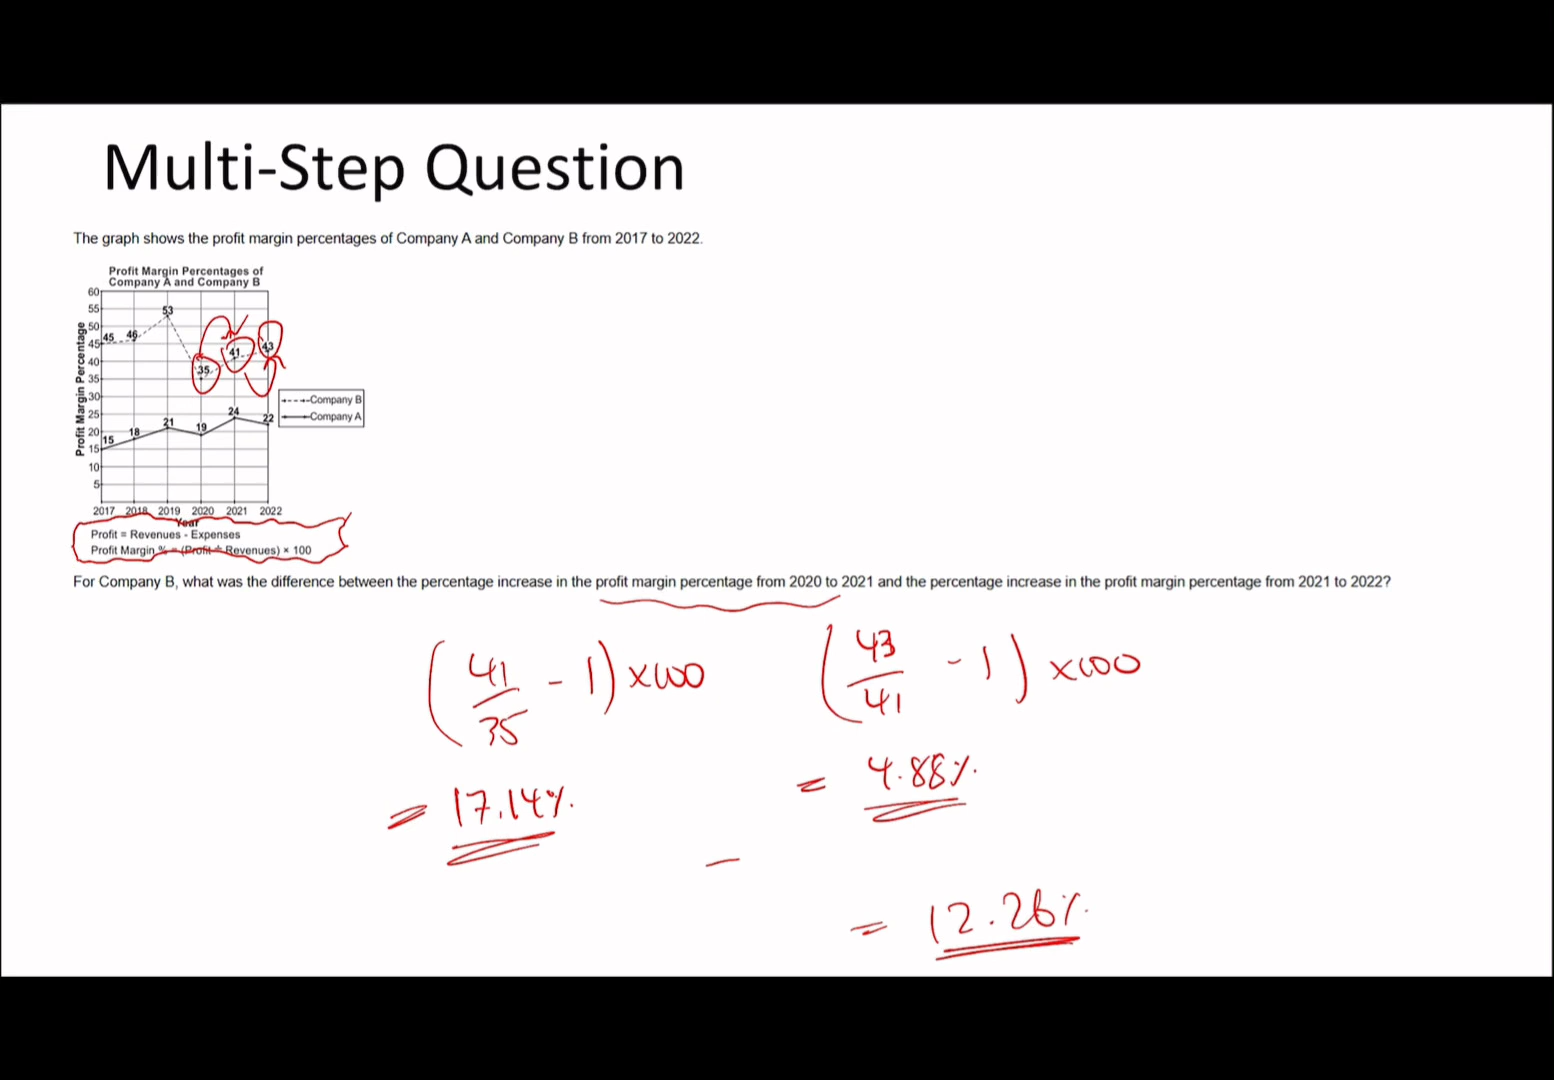 Multi-Step Question
The graph shows the profit margin percentages of Company A and Company B from 2017 to 2022.
Profit Margin Percentages of
Company A and Company B
Profit Margin Percentage
60
55
50
45
40
35
30
25
20
15
10
5
45 46 53 35 41 43
15 18 21 19 24 22
Company B
Company A
2017 2018 2019 2020 2021 2022
Year
Profit = Revenues - Expenses
Profit Margin % = (Profit ÷ Revenues) × 100
For Company B, what was the difference between the percentage increase in the profit margin percentage from 2020 to 2021 and the percentage increase in the profit margin percentage from 2021 to 2022?
(41/35 - 1) ×100
(43/41 - 1) ×100
= 17.14%
= 4.88%
-
= 12.26%